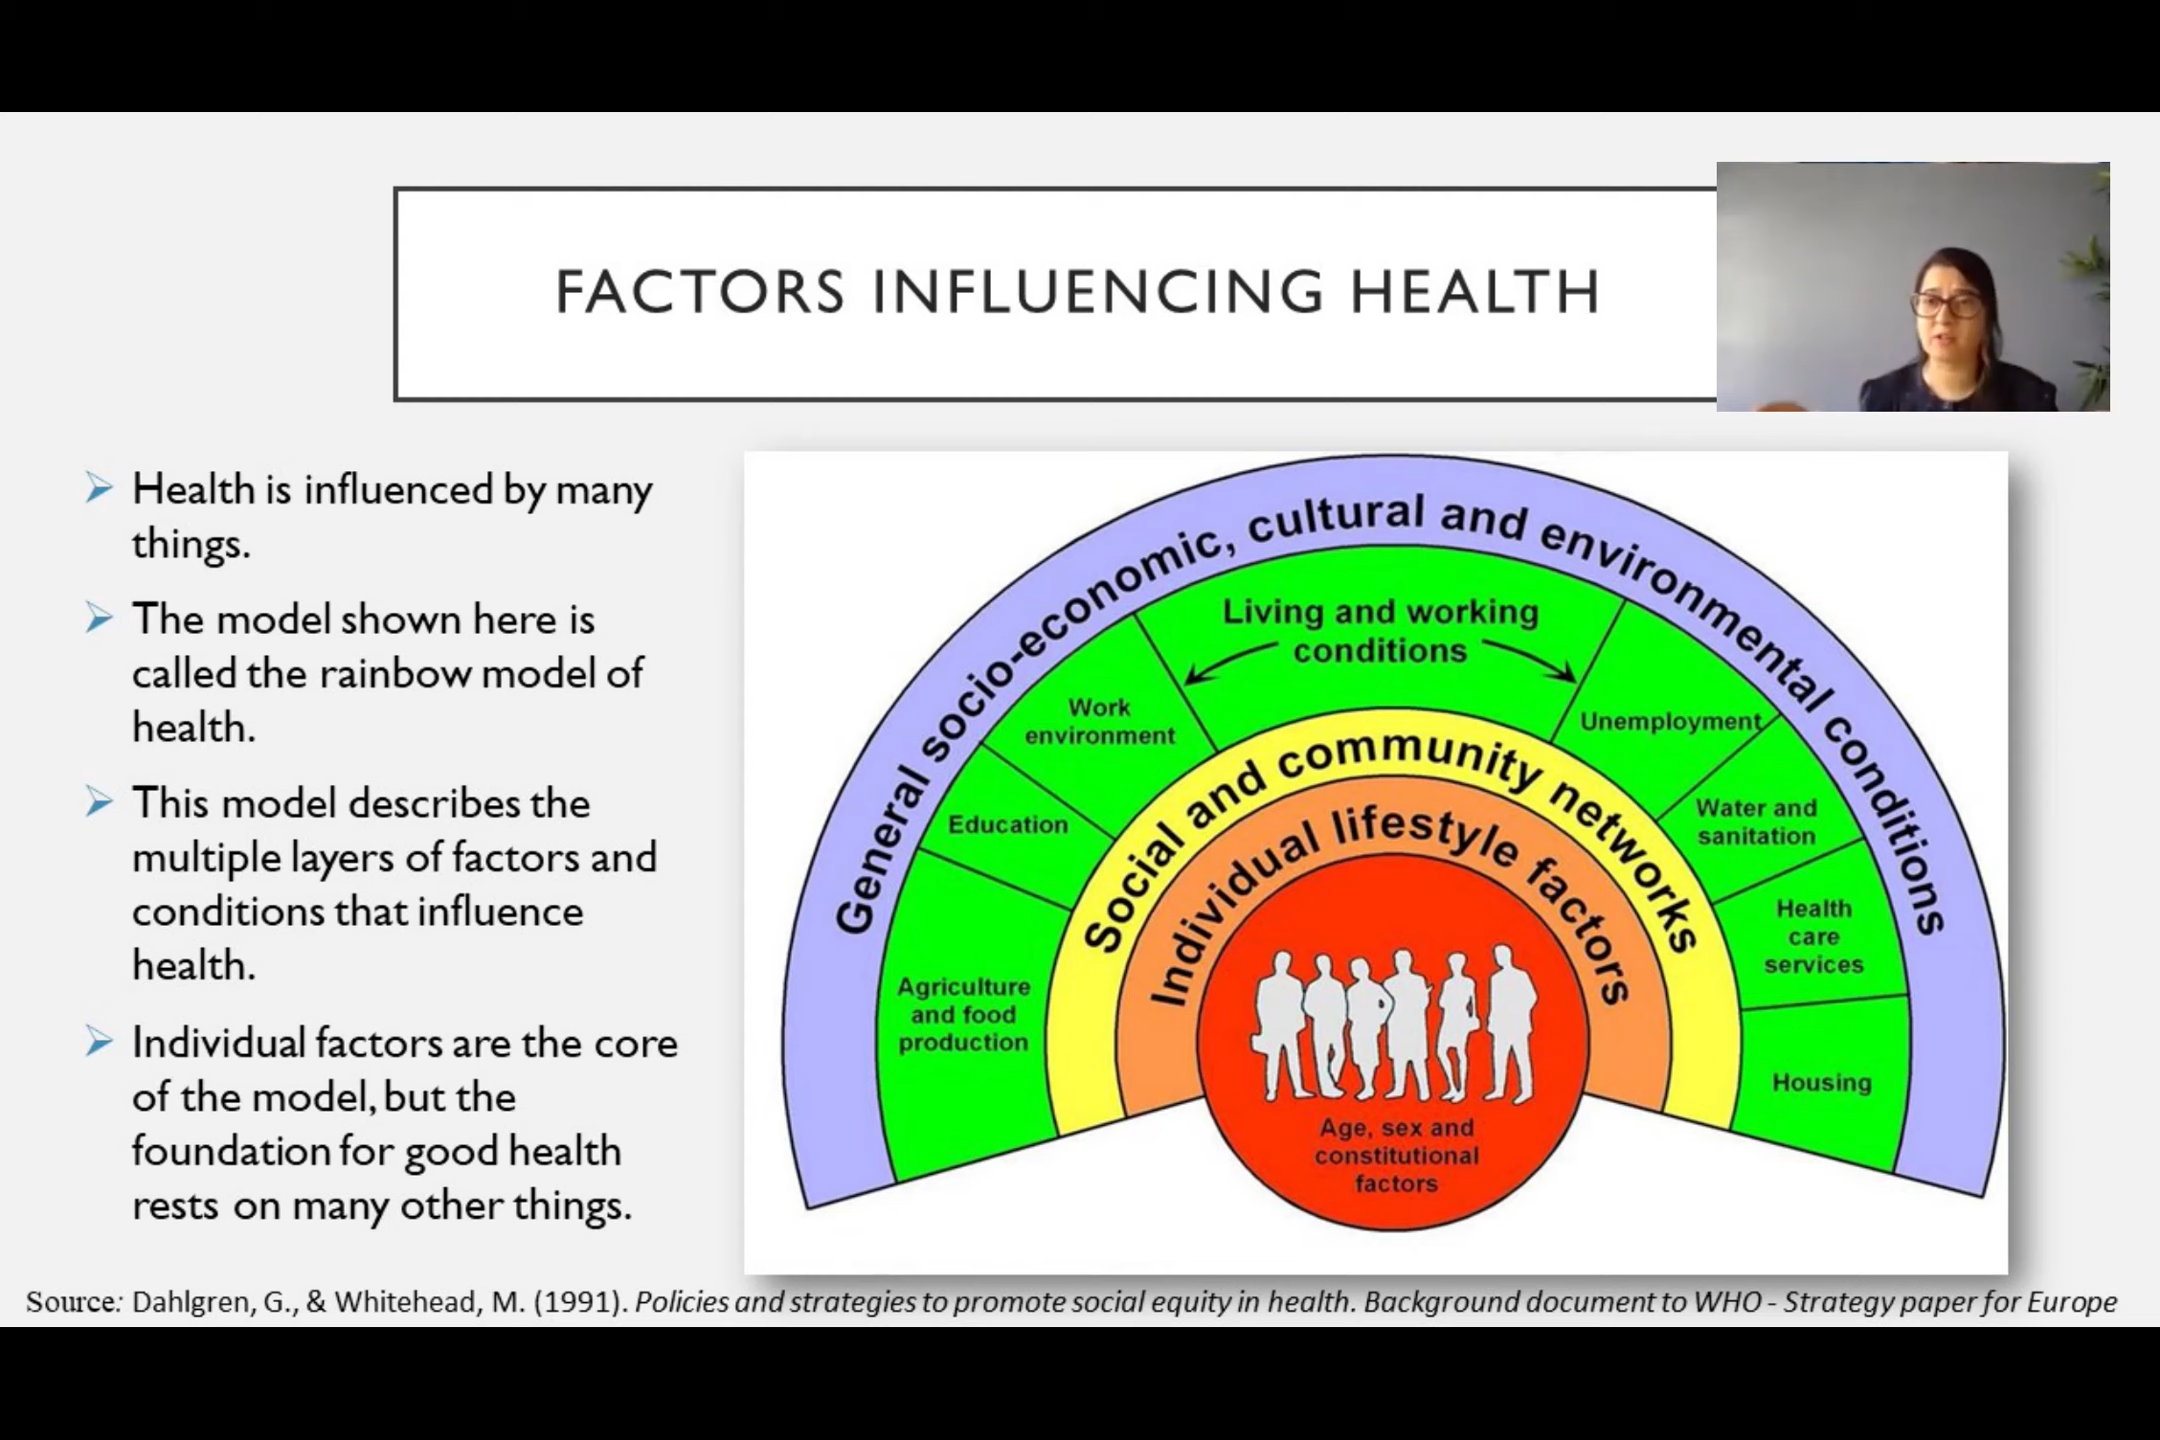 FACTORS INFLUENCING HEALTH
Health is influenced by many
things.
The model shown here is
called the rainbow model of
health.
This model describes the
multiple layers of factors and
conditions that influence
health.
Individual factors are the core
of the model, but the
foundation for good health
rests on many other things.
General socio-economic, cultural and environmental conditions
Living and working
conditions
Work
environment
Unemployment
Education
Water and
sanitation
Agriculture
and food
production
Health
care
services
Housing
Social and community networks
Individual lifestyle factors
Age, sex and
constitutional
factors
Source: Dahlgren, G., & Whitehead, M. (1991). Policies and strategies to promote social equity in health. Background document to WHO - Strategy paper for Europe